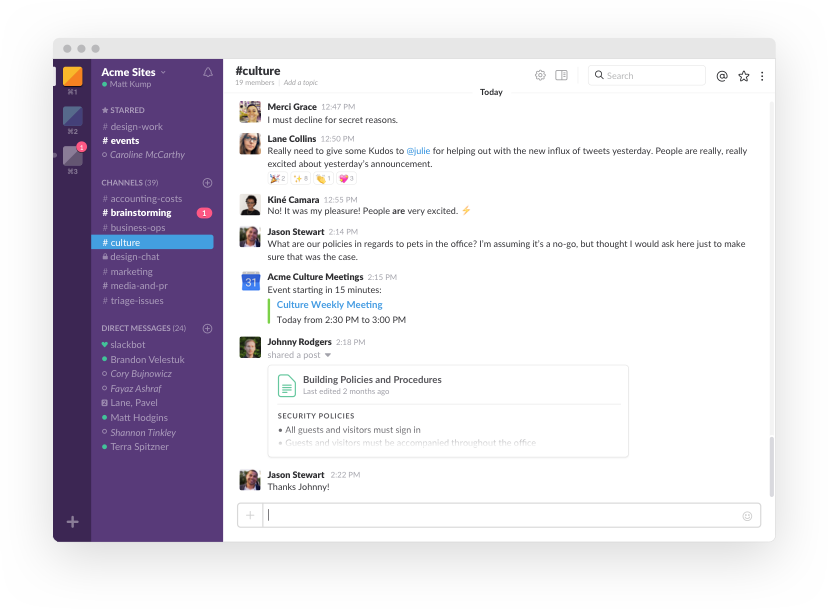 ⌘1
⌘2
1
⌘3
Acme Sites
Matt Kump
STARRED
# design-work
# events
Caroline McCarthy
CHANNELS (39)
# accounting-costs
# brainstorming 1
# business-ops
# culture
design-chat
# marketing
# media-and-pr
# triage-issues
DIRECT MESSAGES (24)
slackbot
Brandon Velestuk
Cory Bujnowicz
Fayaz Ashraf
2 Lane, Pavel
Matt Hodgins
Shannon Tinkley
Terra Spitzner
#culture
19 members | Add a topic
Search
Today
Merci Grace 12:47 PM
I must decline for secret reasons.
Lane Collins 12:50 PM
Really need to give some Kudos to @julie for helping out with the new influx of tweets yesterday. People are really, really
excited about yesterday's announcement.
2 8 1 3
Kiné Camara 12:55 PM
No! It was my pleasure! People are very excited. ⚡
Jason Stewart 2:14 PM
What are our policies in regards to pets in the office? I'm assuming it's a no-go, but thought I would ask here just to make
sure that was the case.
31
Acme Culture Meetings 2:15 PM
Event starting in 15 minutes:
Culture Weekly Meeting
Today from 2:30 PM to 3:00 PM
Johnny Rodgers 2:18 PM
shared a post
Building Policies and Procedures
Last edited 2 months ago
SECURITY POLICIES
• All guests and visitors must sign in
• Guests and visitors must be accompanied throughout the office
Jason Stewart 2:22 PM
Thanks Johnny!